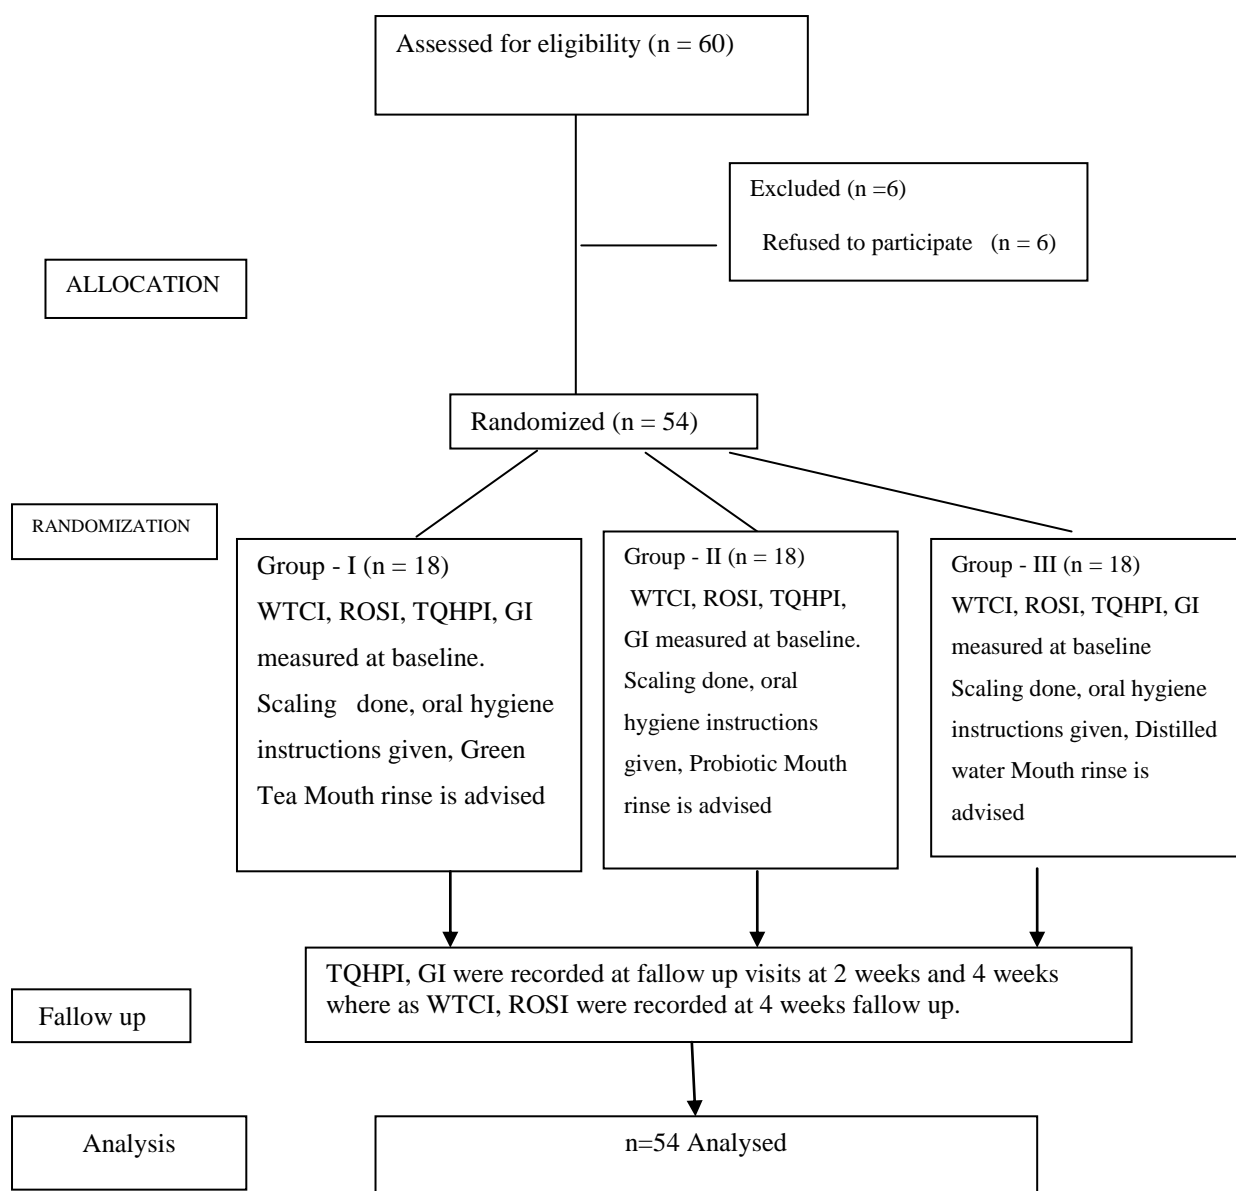 Assessed for eligibility (n = 60)
Excluded (n =6)
Refused to participate (n = 6)
ALLOCATION
Randomized (n = 54)
RANDOMIZATION
Group - I (n = 18)
WTCI, ROSI, TQHPI, GI
measured at baseline.
Scaling done, oral hygiene
instructions given, Green
Tea Mouth rinse is advised
Group - II (n = 18)
WTCI, ROSI, TQHPI,
GI measured at baseline.
Scaling done, oral
hygiene instructions
given, Probiotic Mouth
rinse is advised
Group - III (n = 18)
WTCI, ROSI, TQHPI, GI
measured at baseline
Scaling done, oral hygiene
instructions given, Distilled
water Mouth rinse is
advised
TQHPI, GI were recorded at fallow up visits at 2 weeks and 4 weeks
where as WTCI, ROSI were recorded at 4 weeks fallow up.
Fallow up
Analysis
n=54 Analysed